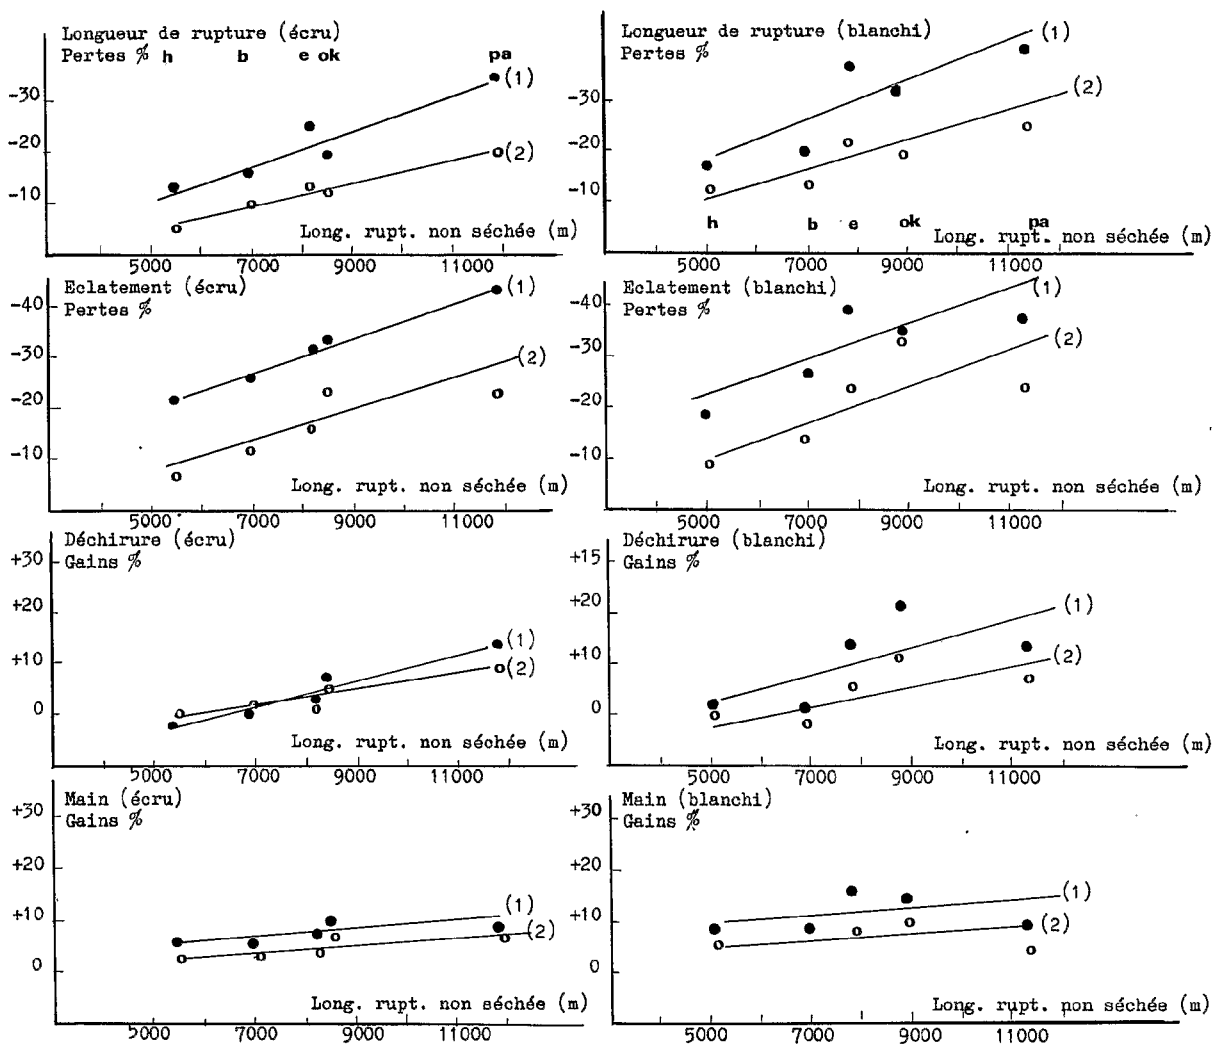 Longueur de rupture (écru)
Pertes % h b e ok pa
(1)
-30
-20
(2)
-10
Long. rupt. non séchée (m)
5000 7000 9000 11000
Longueur de rupture (blanchi)
Pertes %
(1)
(2)
-30
-20
-10
h b e ok pa
Long. rupt. non séchée (m)
5000 7000 9000 11000
Eclatement (écru)
Pertes %
(1)
-40
-30
(2)
-20
-10
Long. rupt. non séchée (m)
5000 7000 9000 11000
Eclatement (blanchi)
Pertes %
(1)
-40
(2)
-30
-20
-10
Long. rupt. non séchée (m)
5000 7000 9000 11000
Déchirure (écru)
Gains %
+30
+20
(1)
+10
(2)
0
Long. rupt. non séchée (m)
5000 7000 9000 11000
Déchirure (blanchi)
Gains %
+15
+20
(1)
+10
(2)
0
Long. rupt. non séchée (m)
5000 7000 9000 11000
Main (écru)
Gains %
+30
+20
(1)
+10
(2)
0
Long. rupt. non séchée (m)
5000 7000 9000 11000
Main (blanchi)
Gains %
+30
+20
(1)
+10
(2)
0
Long. rupt. non séchée (m)
5000 7000 9000 11000